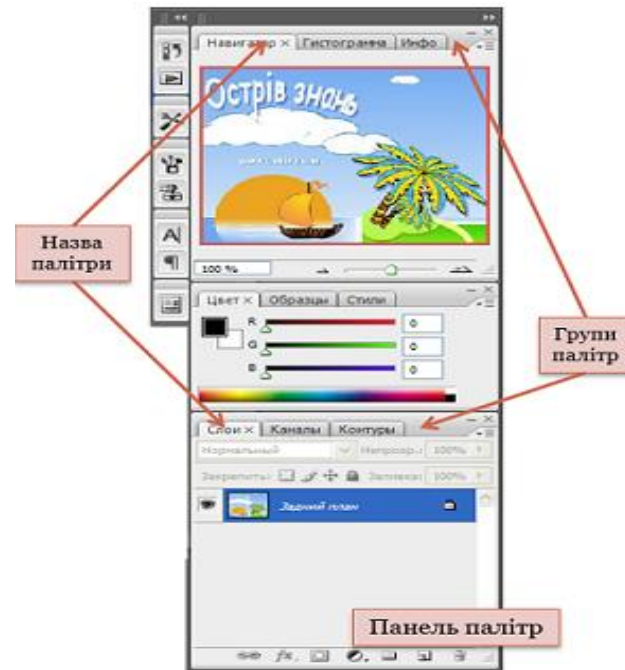 Навигатор × Гистограмма Инфо
Острів знань
100 %
Назва
палітри
Цвет × Образцы Стили
R 0
G 0
B 0
Групи
палітр
Слои × Каналы Контуры
Нормальный 100%
Закрепить: Заливка: 100%
Задний план
Панель палітр